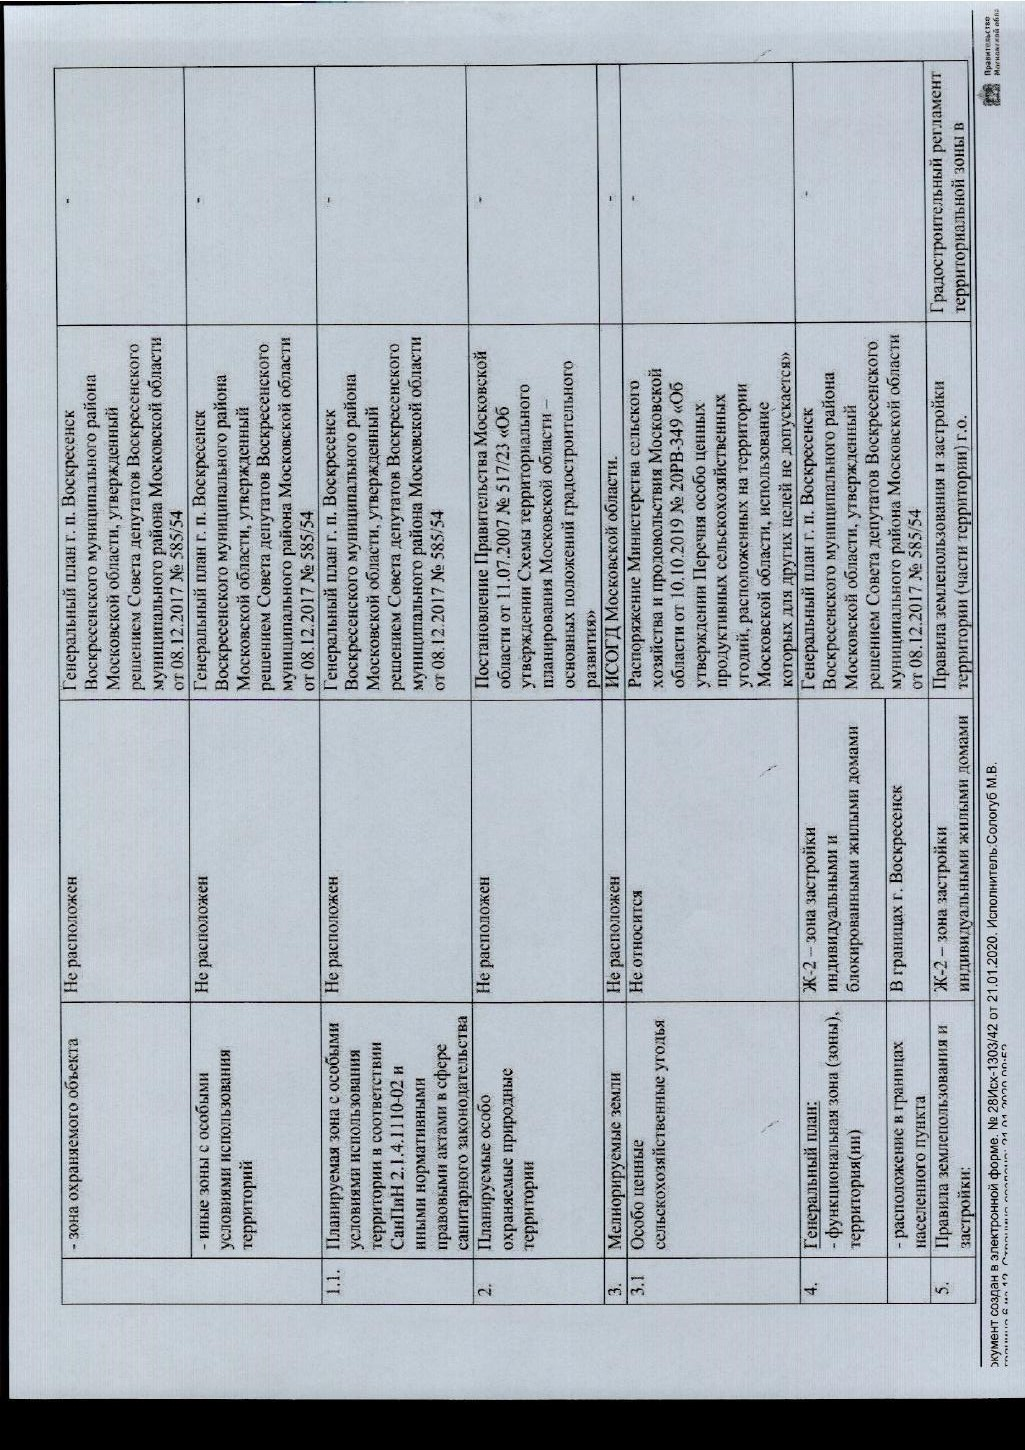 - зона охраняемого объекта
Не расположен
Генеральный план г. п. Воскресенск
Воскресенского муниципального района
Московской области, утвержденный
решением Совета депутатов Воскресенского
муниципального района Московской области
от 08.12.2017 № 585/54
-
- иные зоны с особыми
условиями использования
территорий
Не расположен
Генеральный план г. п. Воскресенск
Воскресенского муниципального района
Московской области, утвержденный
решением Совета депутатов Воскресенского
муниципального района Московской области
от 08.12.2017 № 585/54
-
1.1.
Планируемая зона с особыми
условиями использования
территории в соответствии
СанПиН 2.1.4.1110-02 и
иными нормативными
правовыми актами в сфере
санитарного законодательства
Не расположен
Генеральный план г. п. Воскресенск
Воскресенского муниципального района
Московской области, утвержденный
решением Совета депутатов Воскресенского
муниципального района Московской области
от 08.12.2017 № 585/54
-
2.
Планируемые особо
охраняемые природные
территории
Не расположен
Постановление Правительства Московской
области от 11.07.2007 № 517/23 «Об
утверждении Схемы территориального
планирования Московской области –
основных положений градостроительного
развития»
-
3.
Мелиорируемые земли
Не расположен
ИСОГД Московской области.
-
3.1
Особо ценные
сельскохозяйственные угодья
Не относится
Распоряжение Министерства сельского
хозяйства и продовольствия Московской
области от 10.10.2019 № 20РВ-349 «Об
утверждении Перечня особо ценных
продуктивных сельскохозяйственных
угодий, расположенных на территории
Московской области, использование
которых для других целей не допускается»
-
4.
Генеральный план:
- функциональная зона (зоны),
территория(ии)
Ж-2 – зона застройки
индивидуальными и
блокированными жилыми домами
Генеральный план г. п. Воскресенск
Воскресенского муниципального района
Московской области, утвержденный
решением Совета депутатов Воскресенского
муниципального района Московской области
от 08.12.2017 № 585/54
-
- расположение в границах
населенного пункта
В границах г. Воскресенск
5.
Правила землепользования и
застройки:
Ж-2 – зона застройки
индивидуальными жилыми домами
Правила землепользования и застройки
территории (части территории) г.о.
Градостроительный регламент
территориальной зоны в
окумент создан в электронной форме. № 28Исх-1303/42 от 21.01.2020. Исполнитель:Сологуб М.В.
Правительство